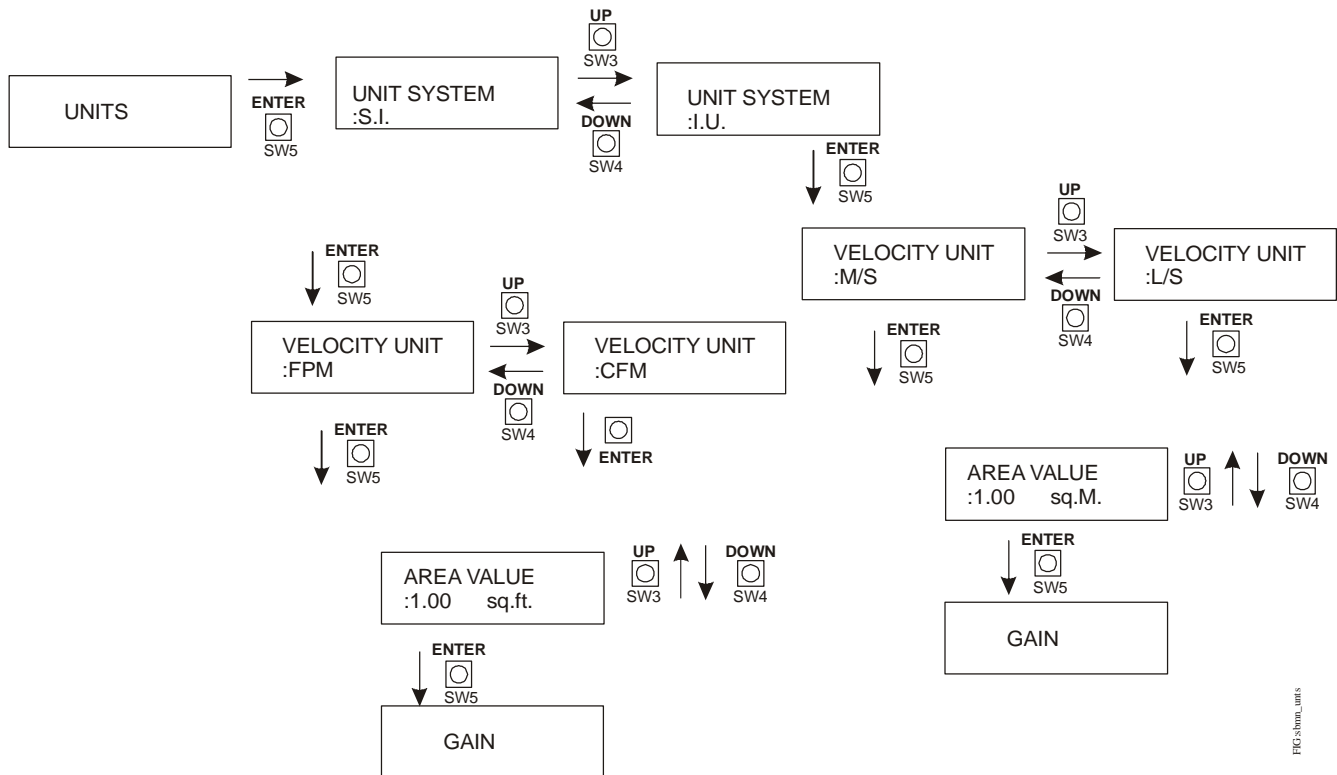 UP
SW3
UNITS
ENTER
SW5
UNIT SYSTEM
:S.I.
DOWN
SW4
UNIT SYSTEM
:I.U.
ENTER
SW5
VELOCITY UNIT
:M/S
UP
SW3
DOWN
SW4
VELOCITY UNIT
:L/S
ENTER
SW5
ENTER
SW5
ENTER
SW5
VELOCITY UNIT
:FPM
UP
SW3
DOWN
SW4
VELOCITY UNIT
:CFM
ENTER
SW5
ENTER
AREA VALUE
:1.00 sq.M.
UP
SW3
DOWN
SW4
ENTER
SW5
GAIN
AREA VALUE
:1.00 sq.ft.
UP
SW3
DOWN
SW4
ENTER
SW5
GAIN